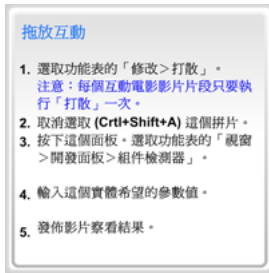 拖放互動
1. 選取功能表的「修改>打散」。
注意：每個互動電影影片片段只要執
行「打散」一次。
2. 取消選取 (Crtl+Shift+A) 這個拼片。
3. 按下這個面板。選取功能表的「視窗
>開發面板>組件檢測器」。
4. 輸入這個實體希望的參數值。
5. 發佈影片察看結果。